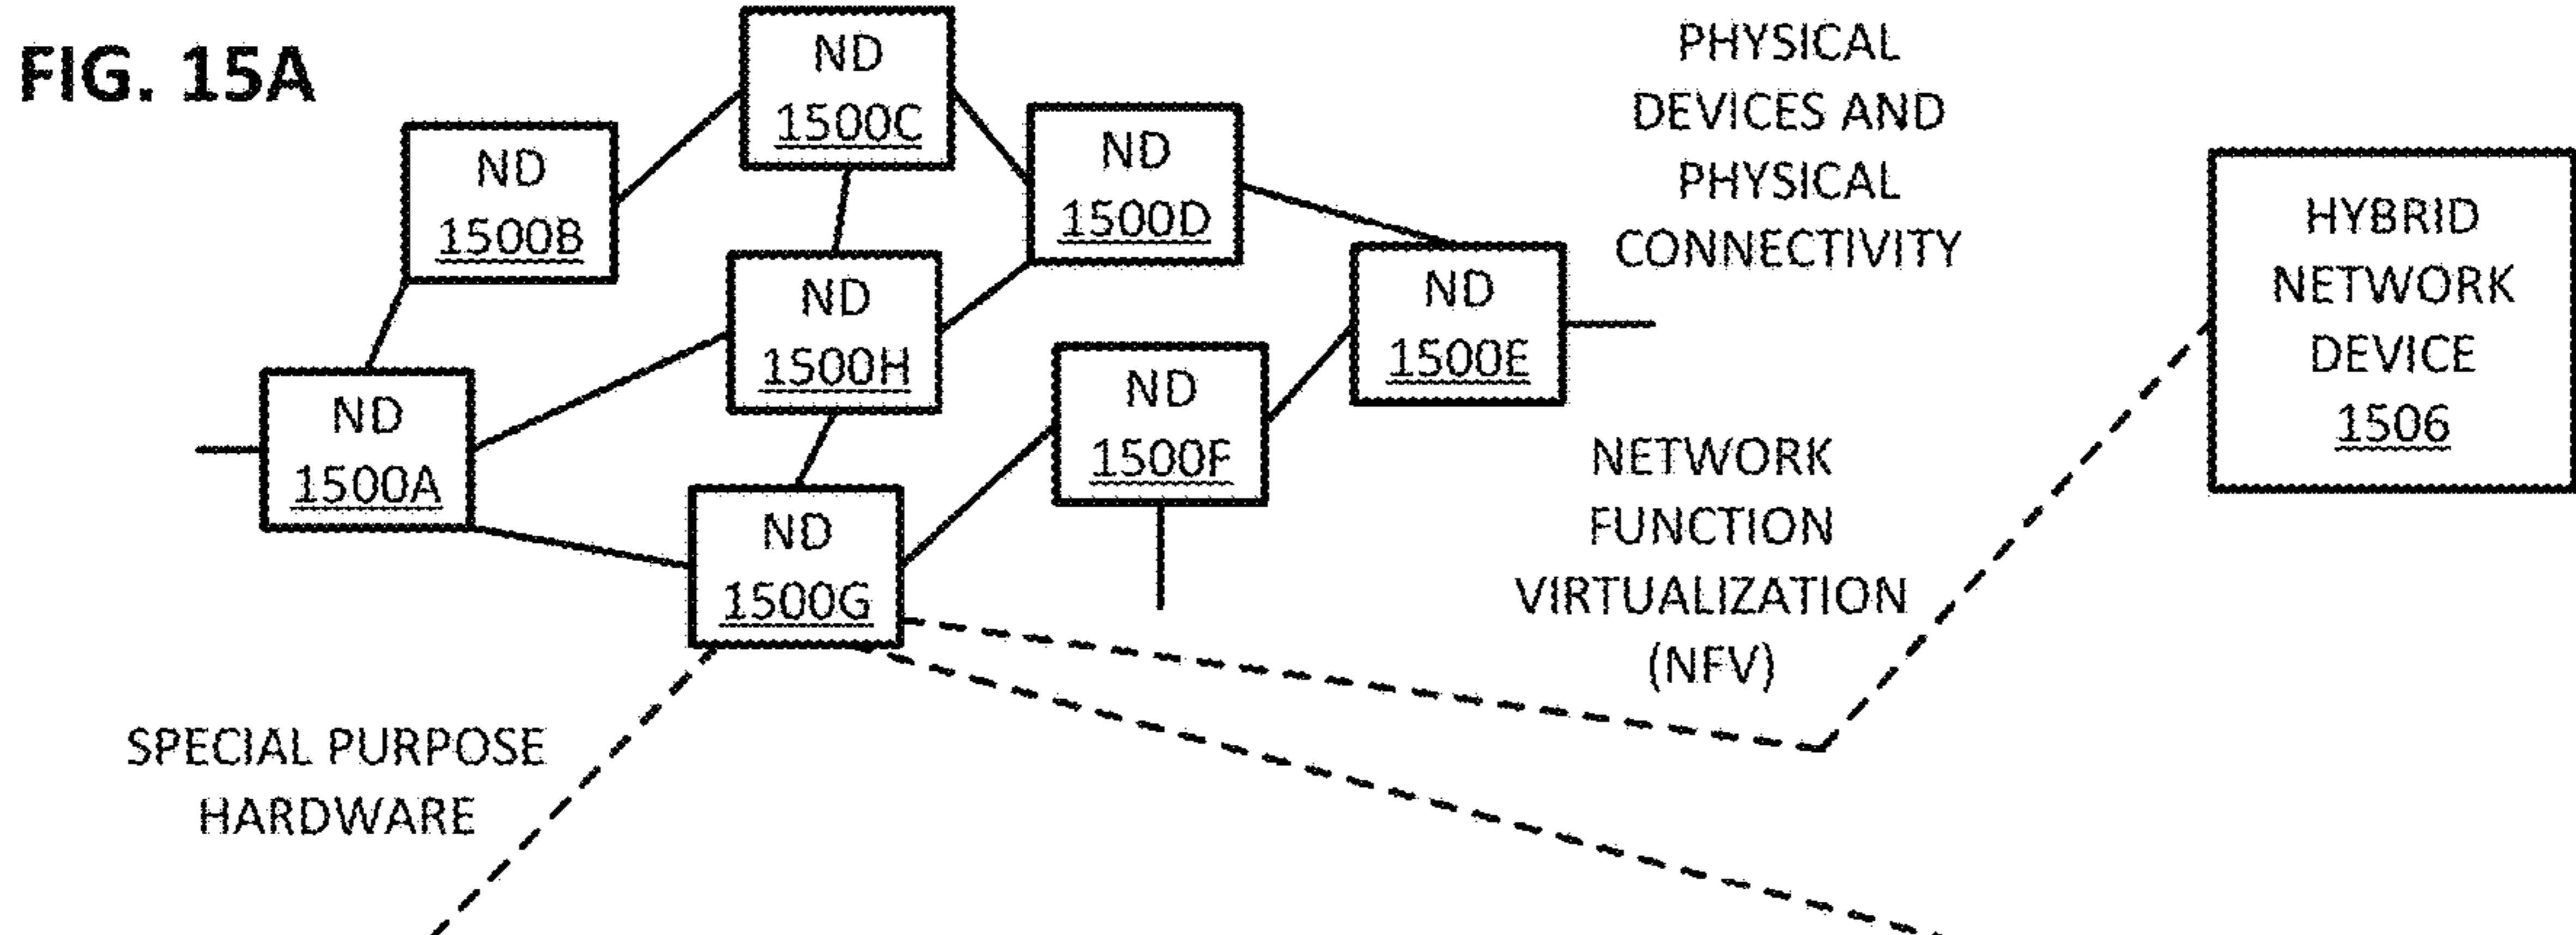 FIG. 15A
ND
1500C
ND
1500B
ND
1500D
PHYSICAL
DEVICES AND
PHYSICAL
CONNECTIVITY
HYBRID
NETWORK
DEVICE
1506
ND
1500H
ND
1500E
ND
1500A
ND
1500F
ND
1500G
NETWORK
FUNCTION
VIRTUALIZATION
(NFV)
SPECIAL PURPOSE
HARDWARE